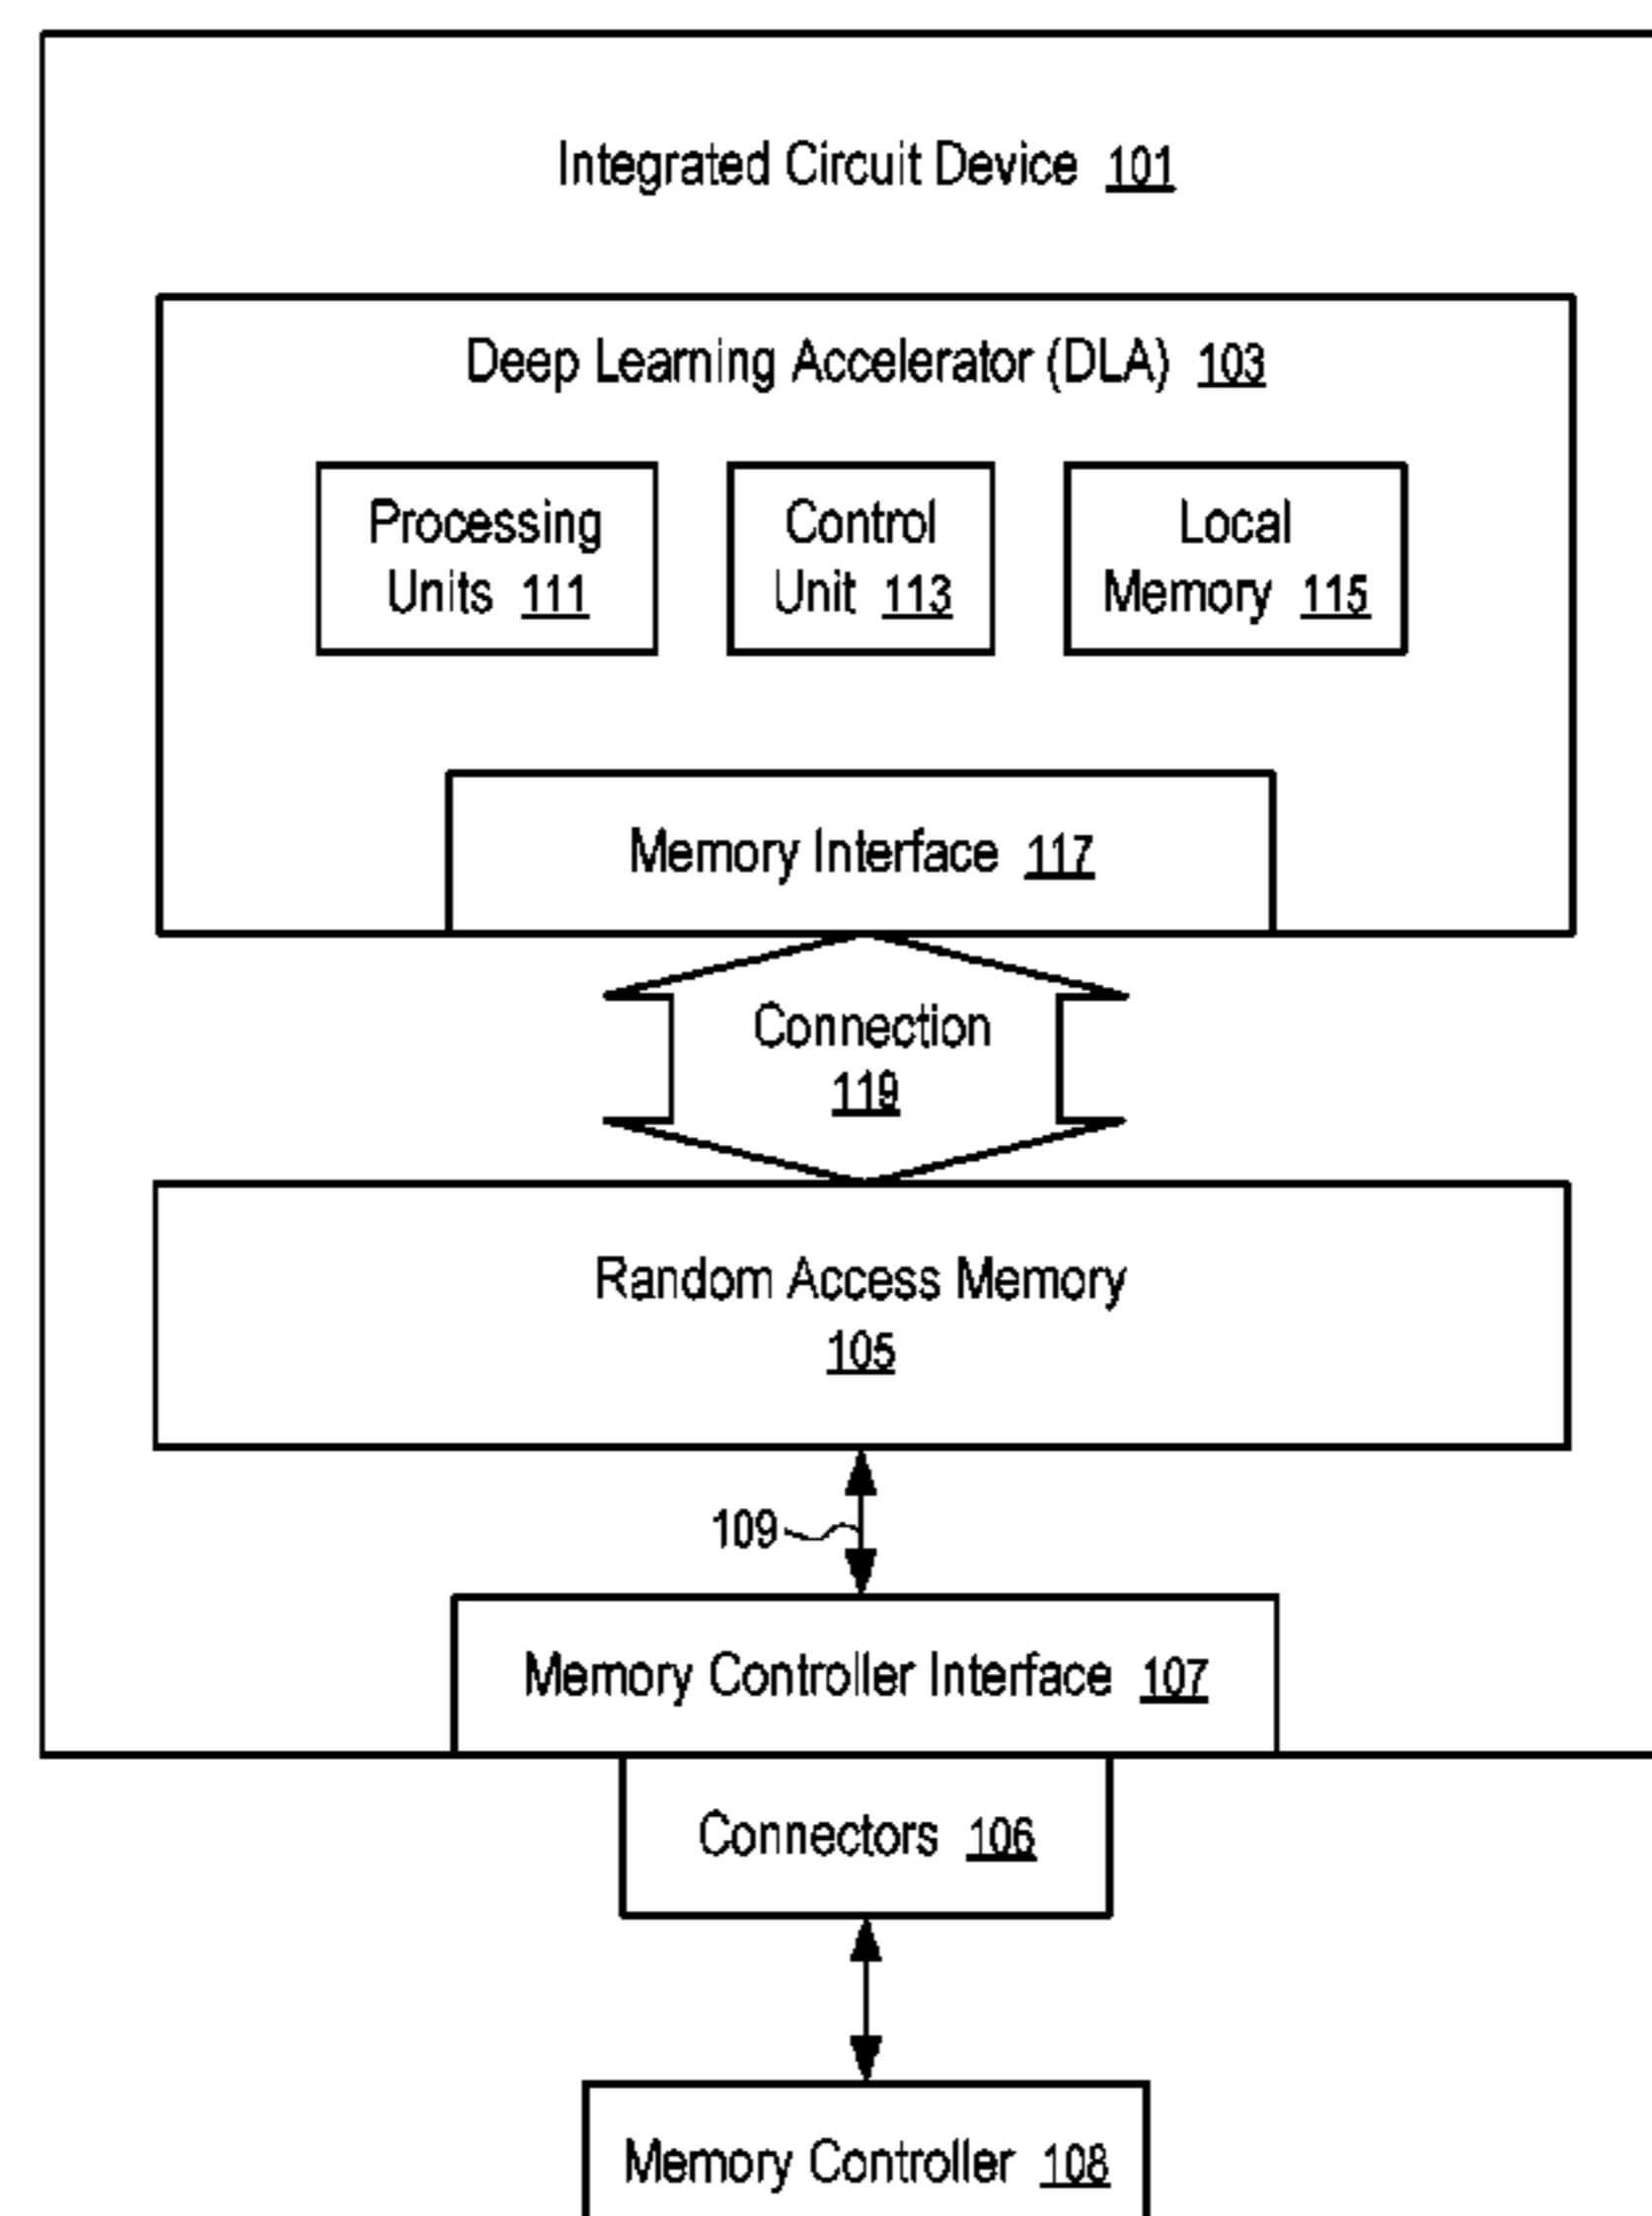 Integrated Circuit Device 101
Deep Learning Accelerator (DLA) 103
Processing
Units 111
Control
Unit 113
Local
Memory 115
Memory Interface 117
Connection
119
Random Access Memory
105
109
Memory Controller Interface 107
Connectors 106
Memory Controller 108